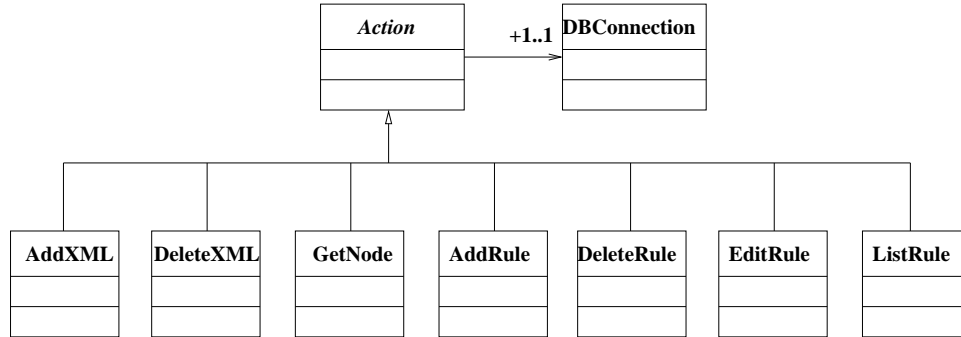 Action
+1..1
DBConnection
AddXML
DeleteXML
GetNode
AddRule
DeleteRule
EditRule
ListRule